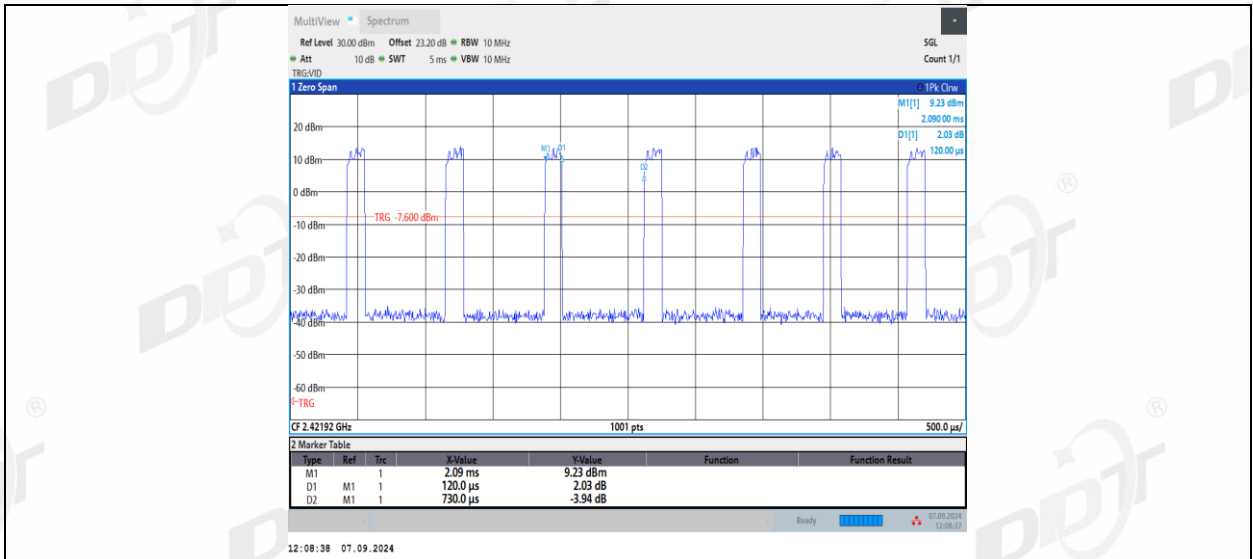 MultiView Spectrum
Ref Level 30.00 dBm Offset 23.20 dB RBW 10 MHz SGL
Att 10 dB SWT 5 ms VBW 10 MHz Count 1/1
TRG:VID
1 Zero Span 1Pk Clrw
M1[1] 9.23 dBm
2.090 00 ms
D1[1] 2.03 dB
120.00 µs
20 dBm
10 dBm
0 dBm
-10 dBm
-20 dBm
-30 dBm
-40 dBm
-50 dBm
-60 dBm
M1 D1
D2
TRG -7.600 dBm
TRG
CF 2.42192 GHz 1001 pts 500.0 µs/
2 Marker Table
Type Ref Trc X-Value Y-Value Function Function Result
M1 1 2.09 ms 9.23 dBm
D1 M1 1 120.0 µs 2.03 dB
D2 M1 1 730.0 µs -3.94 dB
Ready 07.09.2024
12:08:37
12:08:38 07.09.2024
DDT
®